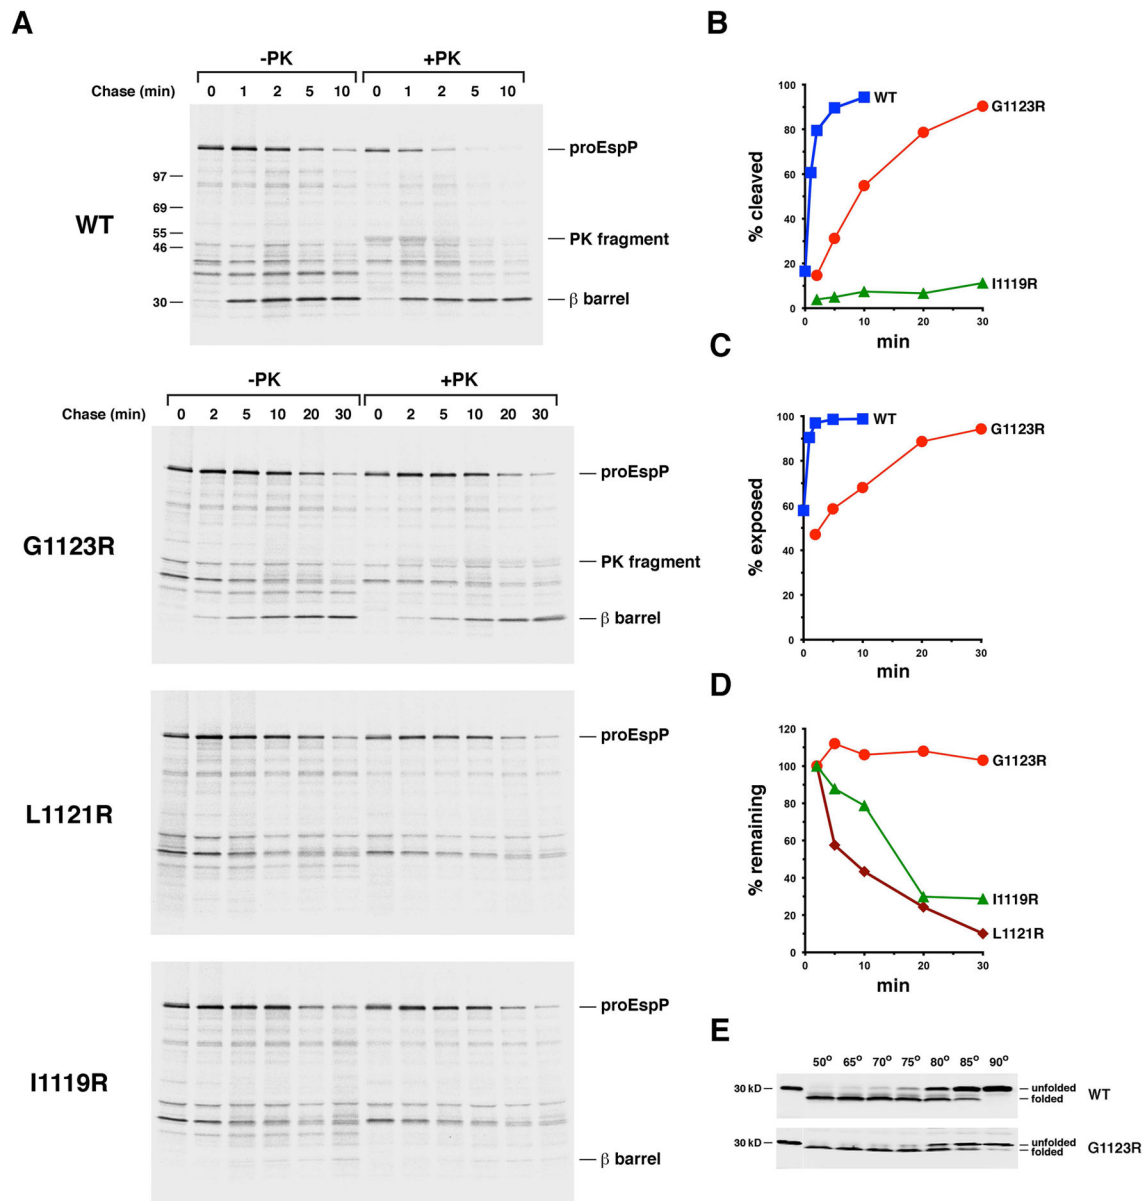 A
-PK +PK
Chase (min) 0 1 2 5 10 0 1 2 5 10
proEspP
97
69
WT
55
PK fragment
46
30
β barrel
-PK +PK
Chase (min) 0 2 5 10 20 30 0 2 5 10 20 30
proEspP
G1123R
PK fragment
β barrel
proEspP
L1121R
proEspP
I1119R
β barrel
B
100
80
60
40
20
0
% cleaved
WT
G1123R
I1119R
0 10 20 30
min
C
100
80
60
40
20
0
% exposed
WT
G1123R
0 10 20 30
min
D
120
100
80
60
40
20
0
% remaining
G1123R
I1119R
L1121R
0 10 20 30
min
E
50° 65° 70° 75° 80° 85° 90°
30 kD
unfolded
folded
WT
30 kD
unfolded
folded
G1123R